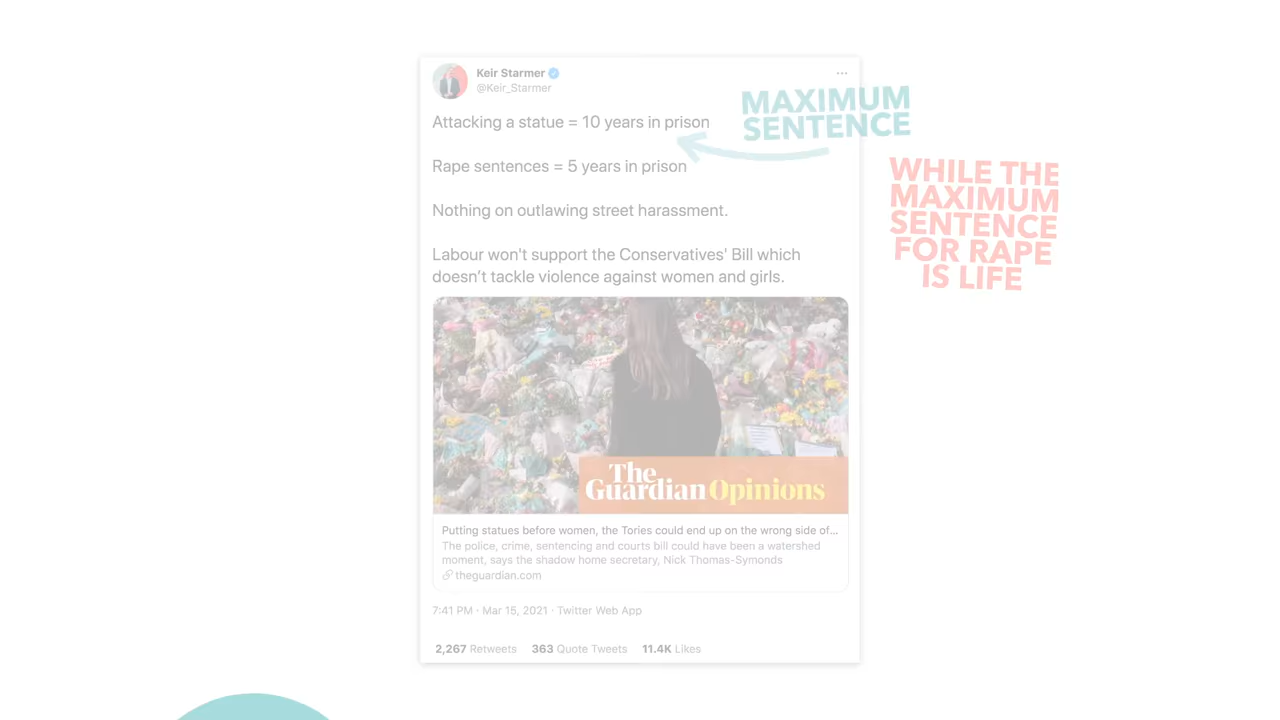 Keir Starmer
@Keir_Starmer
Attacking a statue = 10 years in prison
Rape sentences = 5 years in prison
Nothing on outlawing street harassment.
Labour won't support the Conservatives' Bill which
doesn't tackle violence against women and girls.
The
Guardian Opinions
Putting statues before women, the Tories could end up on the wrong side of...
The police, crime, sentencing and courts bill could have been a watershed
moment, says the shadow home secretary, Nick Thomas-Symonds
theguardian.com
7:41 PM · Mar 15, 2021 · Twitter Web App
2,267 Retweets 363 Quote Tweets 11.4K Likes
MAXIMUM
SENTENCE
WHILE THE
MAXIMUM
SENTENCE
FOR RAPE
IS LIFE